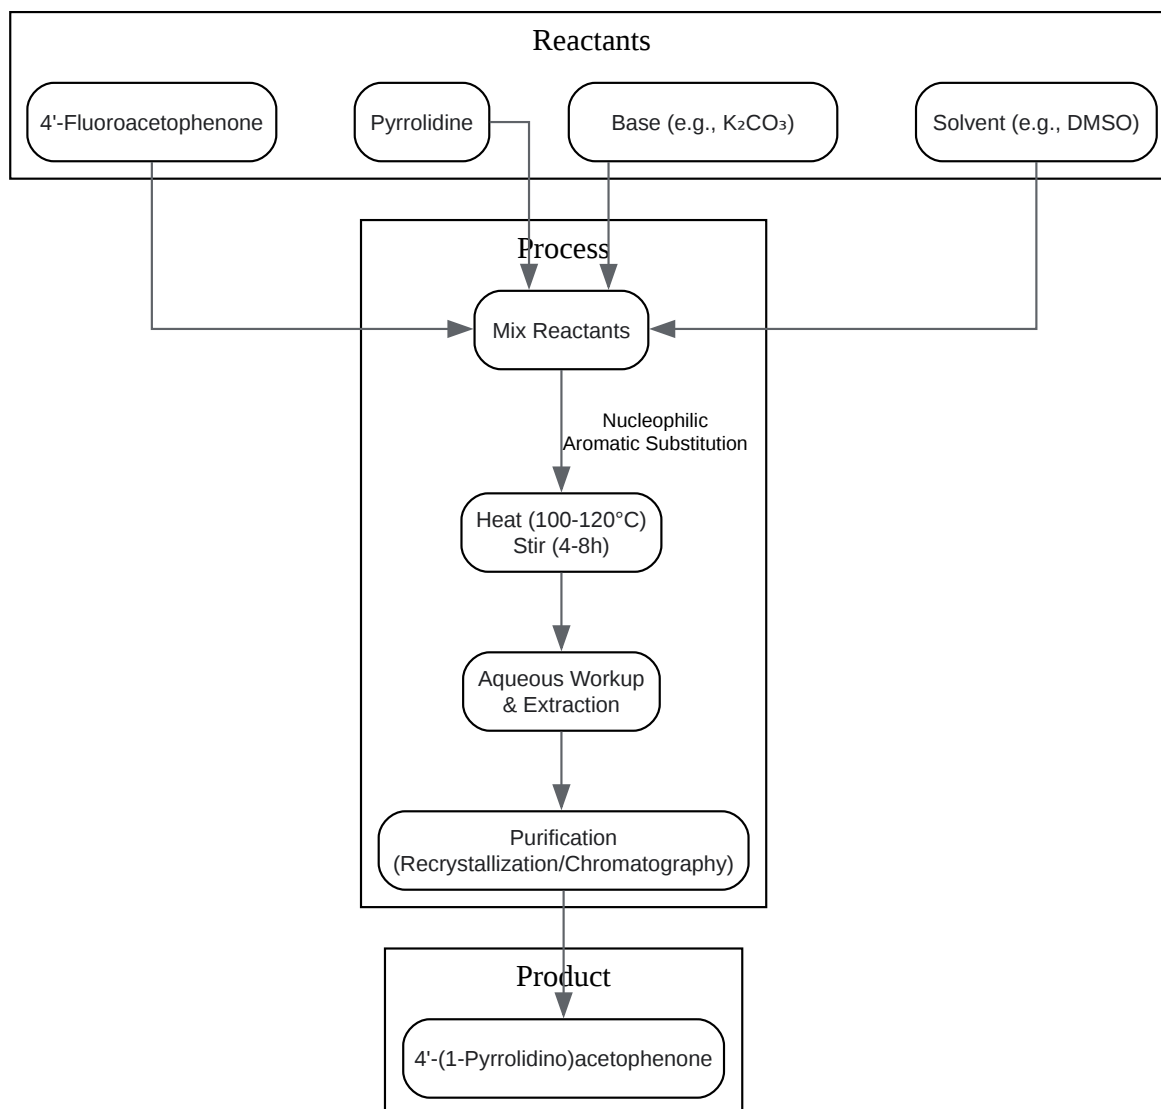 Reactants
4'-Fluoroacetophenone
Pyrrolidine
Base (e.g., K₂CO₃)
Solvent (e.g., DMSO)
Process
Mix Reactants
Nucleophilic
Aromatic Substitution
Heat (100-120°C)
Stir (4-8h)
Aqueous Workup
& Extraction
Purification
(Recrystallization/Chromatography)
Product
4'-(1-Pyrrolidino)acetophenone